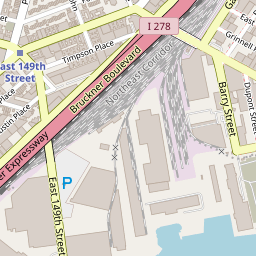 I 278
Timpson Place
Grinnell
East 149th
Street
Bruckner Boulevard
Northeast Corridor
Barry Street
Dupont Street
Expressway
East 149th Street
P